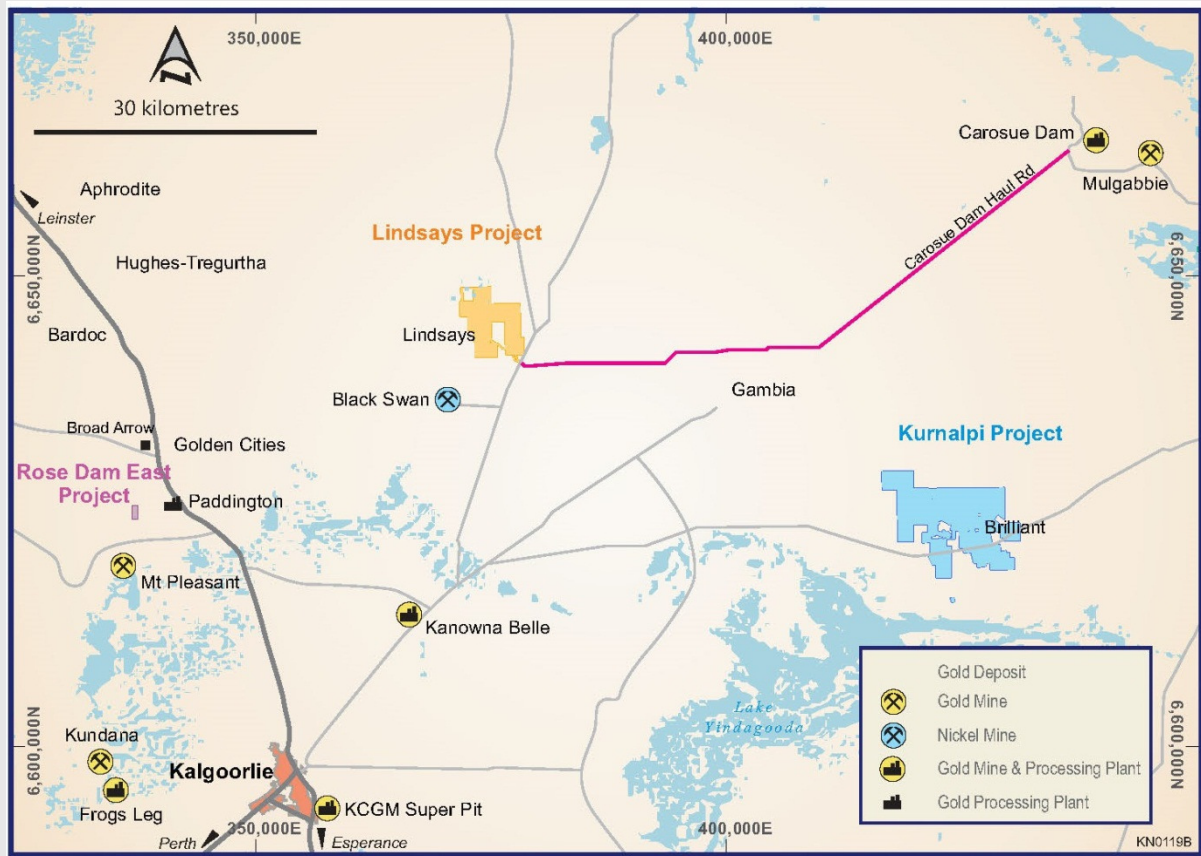 350,000E
400,000E
N
30 kilometres
Carosue Dam
Mulgabbie
Carosue Dam Haul Rd
Aphrodite
Leinster
Lindsays Project
Hughes-Tregurtha
6,650,000N
6,650,000N
Bardoc
Lindsays
Black Swan
Gambia
Broad Arrow
Golden Cities
Kurnalpi Project
Rose Dam East
Project
Paddington
Brilliant
Mt Pleasant
Kanowna Belle
Gold Deposit
Gold Mine
Nickel Mine
Gold Mine & Processing Plant
Gold Processing Plant
Lake
Yindagooda
6,600,000N
6,600,000N
Kundana
Kalgoorlie
Frogs Leg
KCGM Super Pit
350,000E
400,000E
Perth
Esperance
KN0119B